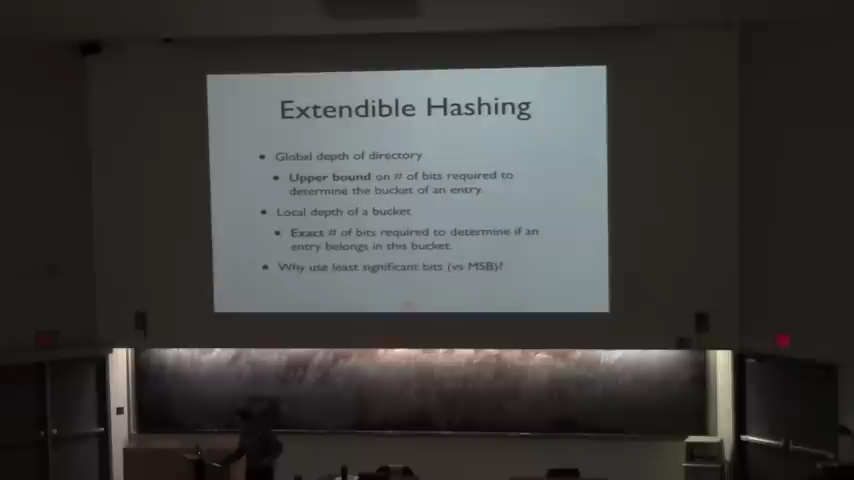 Extendible Hashing
• Global depth of directory
• Upper bound on # of bits required to
determine the bucket of an entry.
• Local depth of a bucket
• Exact # of bits required to determine if an
entry belongs in this bucket.
• Why use least significant bits (vs MSB)?